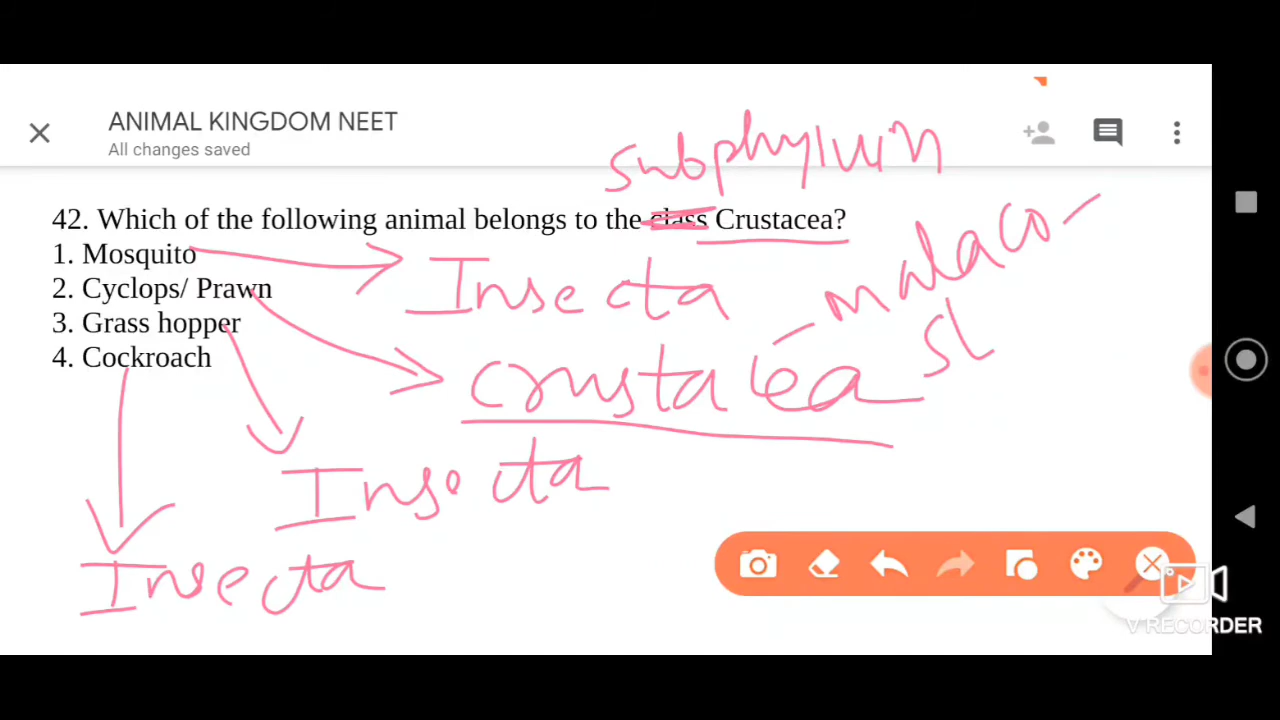 ANIMAL KINGDOM NEET
All changes saved
subphylum
42. Which of the following animal belongs to the class Crustacea?
1. Mosquito
Insecta
malaco-
2. Cyclops/ Prawn
3. Grass hopper
4. Cockroach
crustacea
Insecta
Insecta
V RECORDER